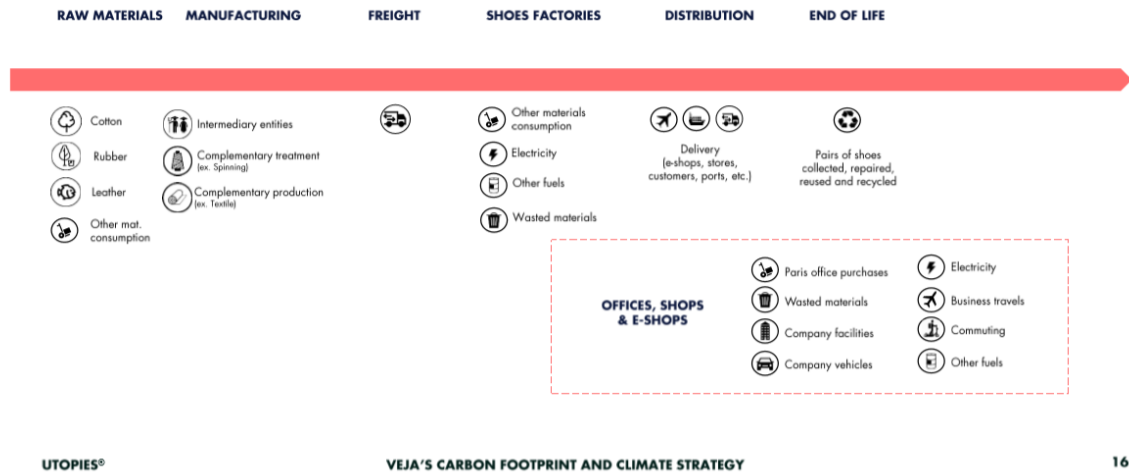 RAW MATERIALS
MANUFACTURING
FREIGHT
SHOES FACTORIES
DISTRIBUTION
END OF LIFE
Cotton
Rubber
Leather
Other mat.
consumption
Intermediary entities
Complementary treatment
(ex. Spinning)
Complementary production
(ex. Textile)
Other materials
consumption
Electricity
Other fuels
Wasted materials
Delivery
(e-shops, stores,
customers, ports, etc.)
Pairs of shoes
collected, repaired,
reused and recycled
OFFICES, SHOPS
& E-SHOPS
Paris office purchases
Wasted materials
Company facilities
Company vehicles
Electricity
Business travels
Commuting
Other fuels
UTOPIES®
VEJA'S CARBON FOOTPRINT AND CLIMATE STRATEGY
16